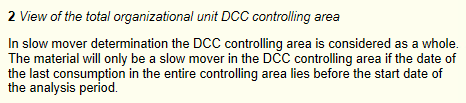 2 View of the total organizational unit DCC controlling area
In slow mover determination the DCC controlling area is considered as a whole.
The material will only be a slow mover in the DCC controlling area if the date of
the last consumption in the entire controlling area lies before the start date of
the analysis period.